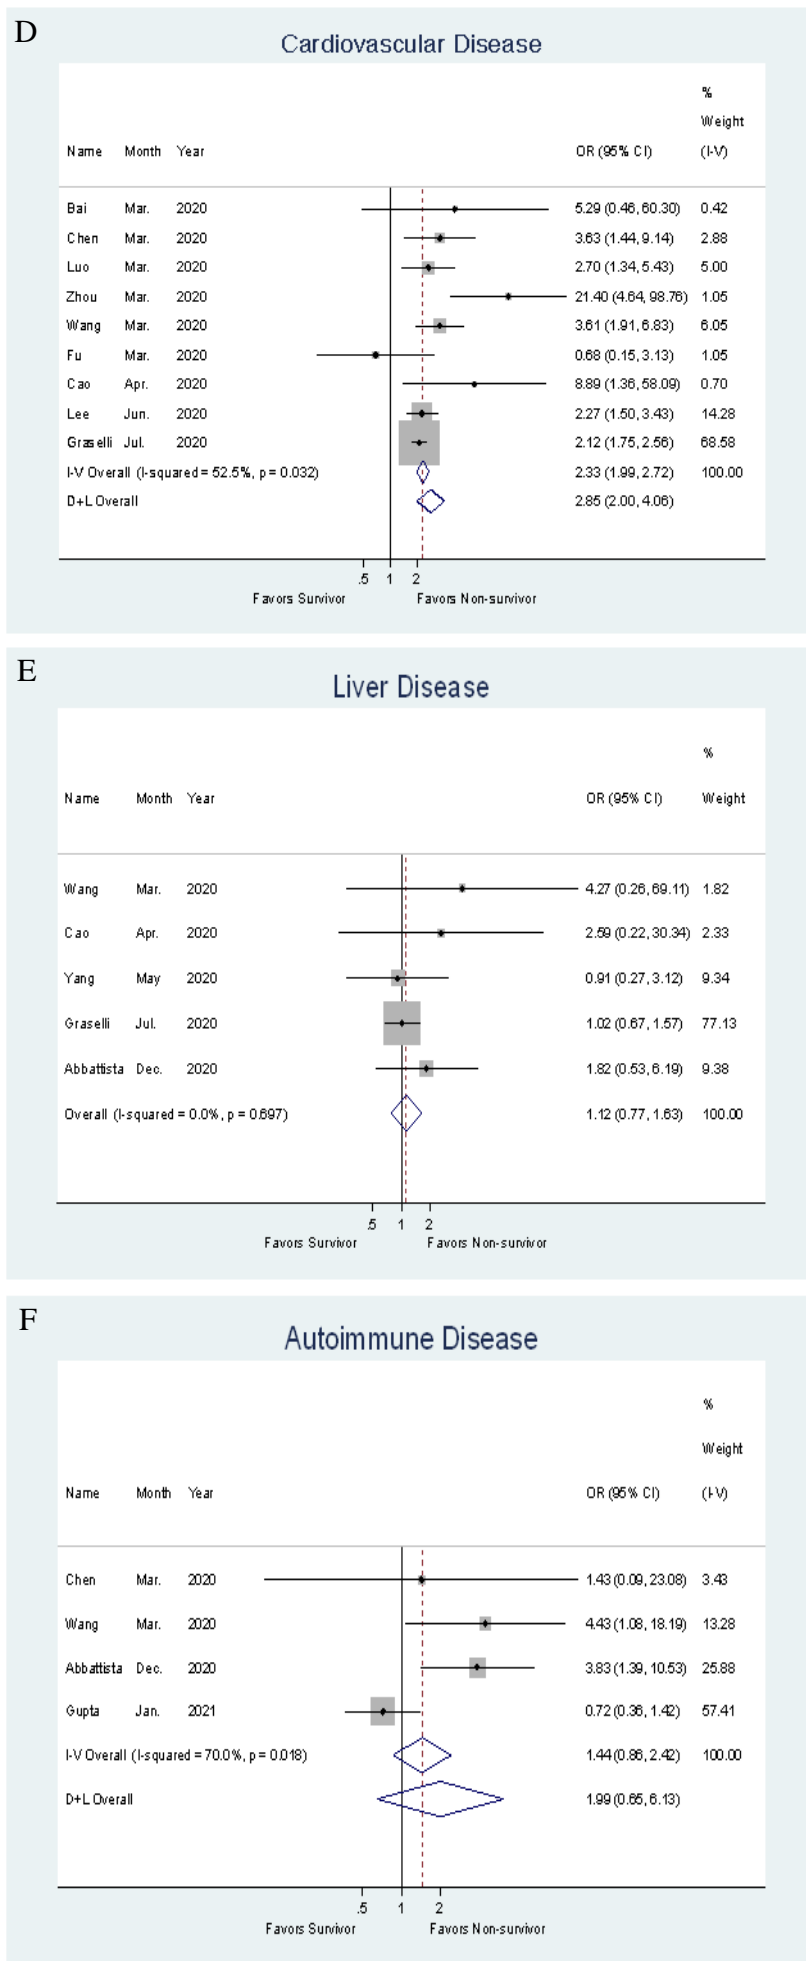 D
Cardiovascular Disease
%
Weight
Name Month Year OR (95% CI) (I-V)
Bai Mar. 2020 5.29 (0.46, 60.30) 0.42
Chen Mar. 2020 3.63 (1.44, 9.14) 2.88
Luo Mar. 2020 2.70 (1.34, 5.43) 5.00
Zhou Mar. 2020 21.40 (4.64, 98.76) 1.05
Wang Mar. 2020 3.61 (1.91, 6.83) 6.05
Fu Mar. 2020 0.68 (0.15, 3.13) 1.05
Cao Apr. 2020 8.89 (1.36, 58.09) 0.70
Lee Jun. 2020 2.27 (1.50, 3.43) 14.28
Graselli Jul. 2020 2.12 (1.75, 2.56) 68.58
I-V Overall (I-squared = 52.5%, p = 0.032) 2.33 (1.99, 2.72) 100.00
D+L Overall 2.85 (2.00, 4.06)
.5 1 2
Favors Survivor Favors Non-survivor
E
Liver Disease
%
Name Month Year OR (95% CI) Weight
Wang Mar. 2020 4.27 (0.26, 69.11) 1.82
Cao Apr. 2020 2.59 (0.22, 30.34) 2.33
Yang May 2020 0.91 (0.27, 3.12) 9.34
Graselli Jul. 2020 1.02 (0.67, 1.57) 77.13
Abbattista Dec. 2020 1.82 (0.53, 6.19) 9.38
Overall (I-squared = 0.0%, p = 0.697) 1.12 (0.77, 1.63) 100.00
.5 1 2
Favors Survivor Favors Non-survivor
F
Autoimmune Disease
%
Weight
Name Month Year OR (95% CI) (I-V)
Chen Mar. 2020 1.43 (0.09, 23.08) 3.43
Wang Mar. 2020 4.43 (1.08, 18.19) 13.28
Abbattista Dec. 2020 3.83 (1.39, 10.53) 25.88
Gupta Jan. 2021 0.72 (0.36, 1.42) 57.41
I-V Overall (I-squared = 70.0%, p = 0.018) 1.44 (0.86, 2.42) 100.00
D+L Overall 1.99 (0.65, 6.13)
.5 1 2
Favors Survivor Favors Non-survivor